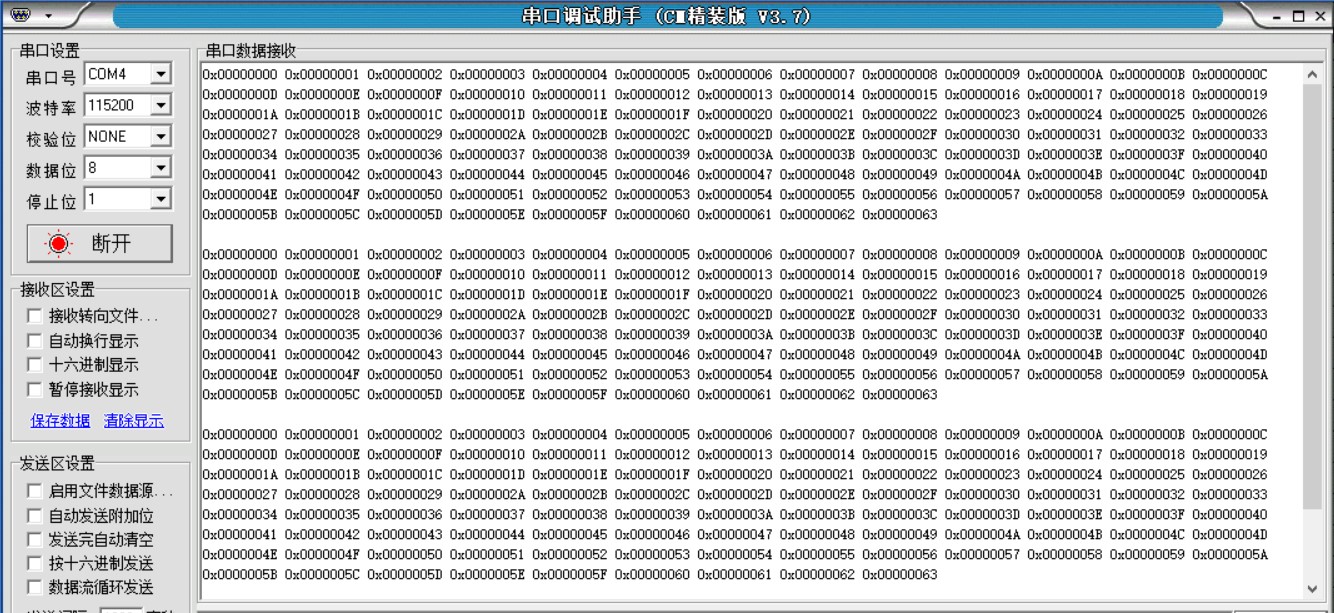 串口调试助手 (CM精装版 V3.7)
串口设置
串口号 COM4
波特率 115200
校验位 NONE
数据位 8
停止位 1
断开
接收区设置
接收转向文件...
自动换行显示
十六进制显示
暂停接收显示
保存数据 清除显示
发送区设置
启用文件数据源...
自动发送附加位
发送完自动清空
按十六进制发送
数据流循环发送
串口数据接收
0x00000000 0x00000001 0x00000002 0x00000003 0x00000004 0x00000005 0x00000006 0x00000007 0x00000008 0x00000009 0x0000000A 0x0000000B 0x0000000C
0x0000000D 0x0000000E 0x0000000F 0x00000010 0x00000011 0x00000012 0x00000013 0x00000014 0x00000015 0x00000016 0x00000017 0x00000018 0x00000019
0x0000001A 0x0000001B 0x0000001C 0x0000001D 0x0000001E 0x0000001F 0x00000020 0x00000021 0x00000022 0x00000023 0x00000024 0x00000025 0x00000026
0x00000027 0x00000028 0x00000029 0x0000002A 0x0000002B 0x0000002C 0x0000002D 0x0000002E 0x0000002F 0x00000030 0x00000031 0x00000032 0x00000033
0x00000034 0x00000035 0x00000036 0x00000037 0x00000038 0x00000039 0x0000003A 0x0000003B 0x0000003C 0x0000003D 0x0000003E 0x0000003F 0x00000040
0x00000041 0x00000042 0x00000043 0x00000044 0x00000045 0x00000046 0x00000047 0x00000048 0x00000049 0x0000004A 0x0000004B 0x0000004C 0x0000004D
0x0000004E 0x0000004F 0x00000050 0x00000051 0x00000052 0x00000053 0x00000054 0x00000055 0x00000056 0x00000057 0x00000058 0x00000059 0x0000005A
0x0000005B 0x0000005C 0x0000005D 0x0000005E 0x0000005F 0x00000060 0x00000061 0x00000062 0x00000063
0x00000000 0x00000001 0x00000002 0x00000003 0x00000004 0x00000005 0x00000006 0x00000007 0x00000008 0x00000009 0x0000000A 0x0000000B 0x0000000C
0x0000000D 0x0000000E 0x0000000F 0x00000010 0x00000011 0x00000012 0x00000013 0x00000014 0x00000015 0x00000016 0x00000017 0x00000018 0x00000019
0x0000001A 0x0000001B 0x0000001C 0x0000001D 0x0000001E 0x0000001F 0x00000020 0x00000021 0x00000022 0x00000023 0x00000024 0x00000025 0x00000026
0x00000027 0x00000028 0x00000029 0x0000002A 0x0000002B 0x0000002C 0x0000002D 0x0000002E 0x0000002F 0x00000030 0x00000031 0x00000032 0x00000033
0x00000034 0x00000035 0x00000036 0x00000037 0x00000038 0x00000039 0x0000003A 0x0000003B 0x0000003C 0x0000003D 0x0000003E 0x0000003F 0x00000040
0x00000041 0x00000042 0x00000043 0x00000044 0x00000045 0x00000046 0x00000047 0x00000048 0x00000049 0x0000004A 0x0000004B 0x0000004C 0x0000004D
0x0000004E 0x0000004F 0x00000050 0x00000051 0x00000052 0x00000053 0x00000054 0x00000055 0x00000056 0x00000057 0x00000058 0x00000059 0x0000005A
0x0000005B 0x0000005C 0x0000005D 0x0000005E 0x0000005F 0x00000060 0x00000061 0x00000062 0x00000063
0x00000000 0x00000001 0x00000002 0x00000003 0x00000004 0x00000005 0x00000006 0x00000007 0x00000008 0x00000009 0x0000000A 0x0000000B 0x0000000C
0x0000000D 0x0000000E 0x0000000F 0x00000010 0x00000011 0x00000012 0x00000013 0x00000014 0x00000015 0x00000016 0x00000017 0x00000018 0x00000019
0x0000001A 0x0000001B 0x0000001C 0x0000001D 0x0000001E 0x0000001F 0x00000020 0x00000021 0x00000022 0x00000023 0x00000024 0x00000025 0x00000026
0x00000027 0x00000028 0x00000029 0x0000002A 0x0000002B 0x0000002C 0x0000002D 0x0000002E 0x0000002F 0x00000030 0x00000031 0x00000032 0x00000033
0x00000034 0x00000035 0x00000036 0x00000037 0x00000038 0x00000039 0x0000003A 0x0000003B 0x0000003C 0x0000003D 0x0000003E 0x0000003F 0x00000040
0x00000041 0x00000042 0x00000043 0x00000044 0x00000045 0x00000046 0x00000047 0x00000048 0x00000049 0x0000004A 0x0000004B 0x0000004C 0x0000004D
0x0000004E 0x0000004F 0x00000050 0x00000051 0x00000052 0x00000053 0x00000054 0x00000055 0x00000056 0x00000057 0x00000058 0x00000059 0x0000005A
0x0000005B 0x0000005C 0x0000005D 0x0000005E 0x0000005F 0x00000060 0x00000061 0x00000062 0x00000063